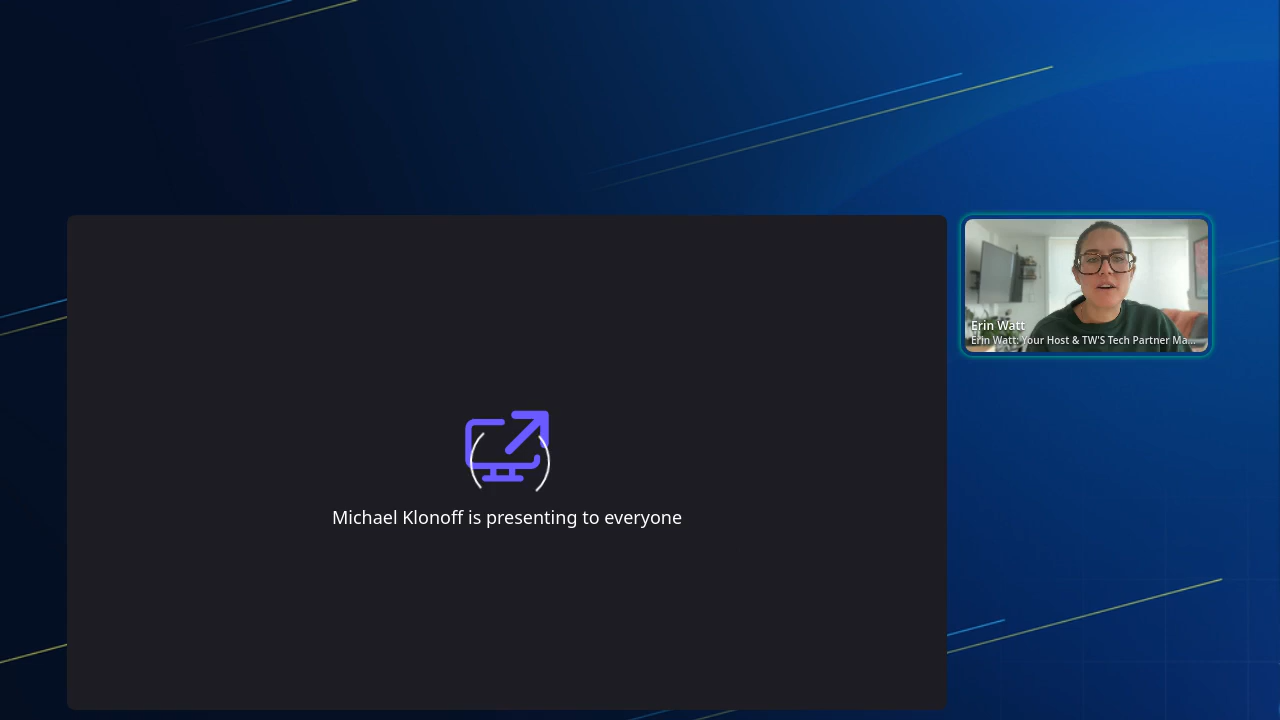 Michael Klonoff is presenting to everyone
Erin Watt
Erin Watt: Your Host & TW'S Tech Partner Ma...